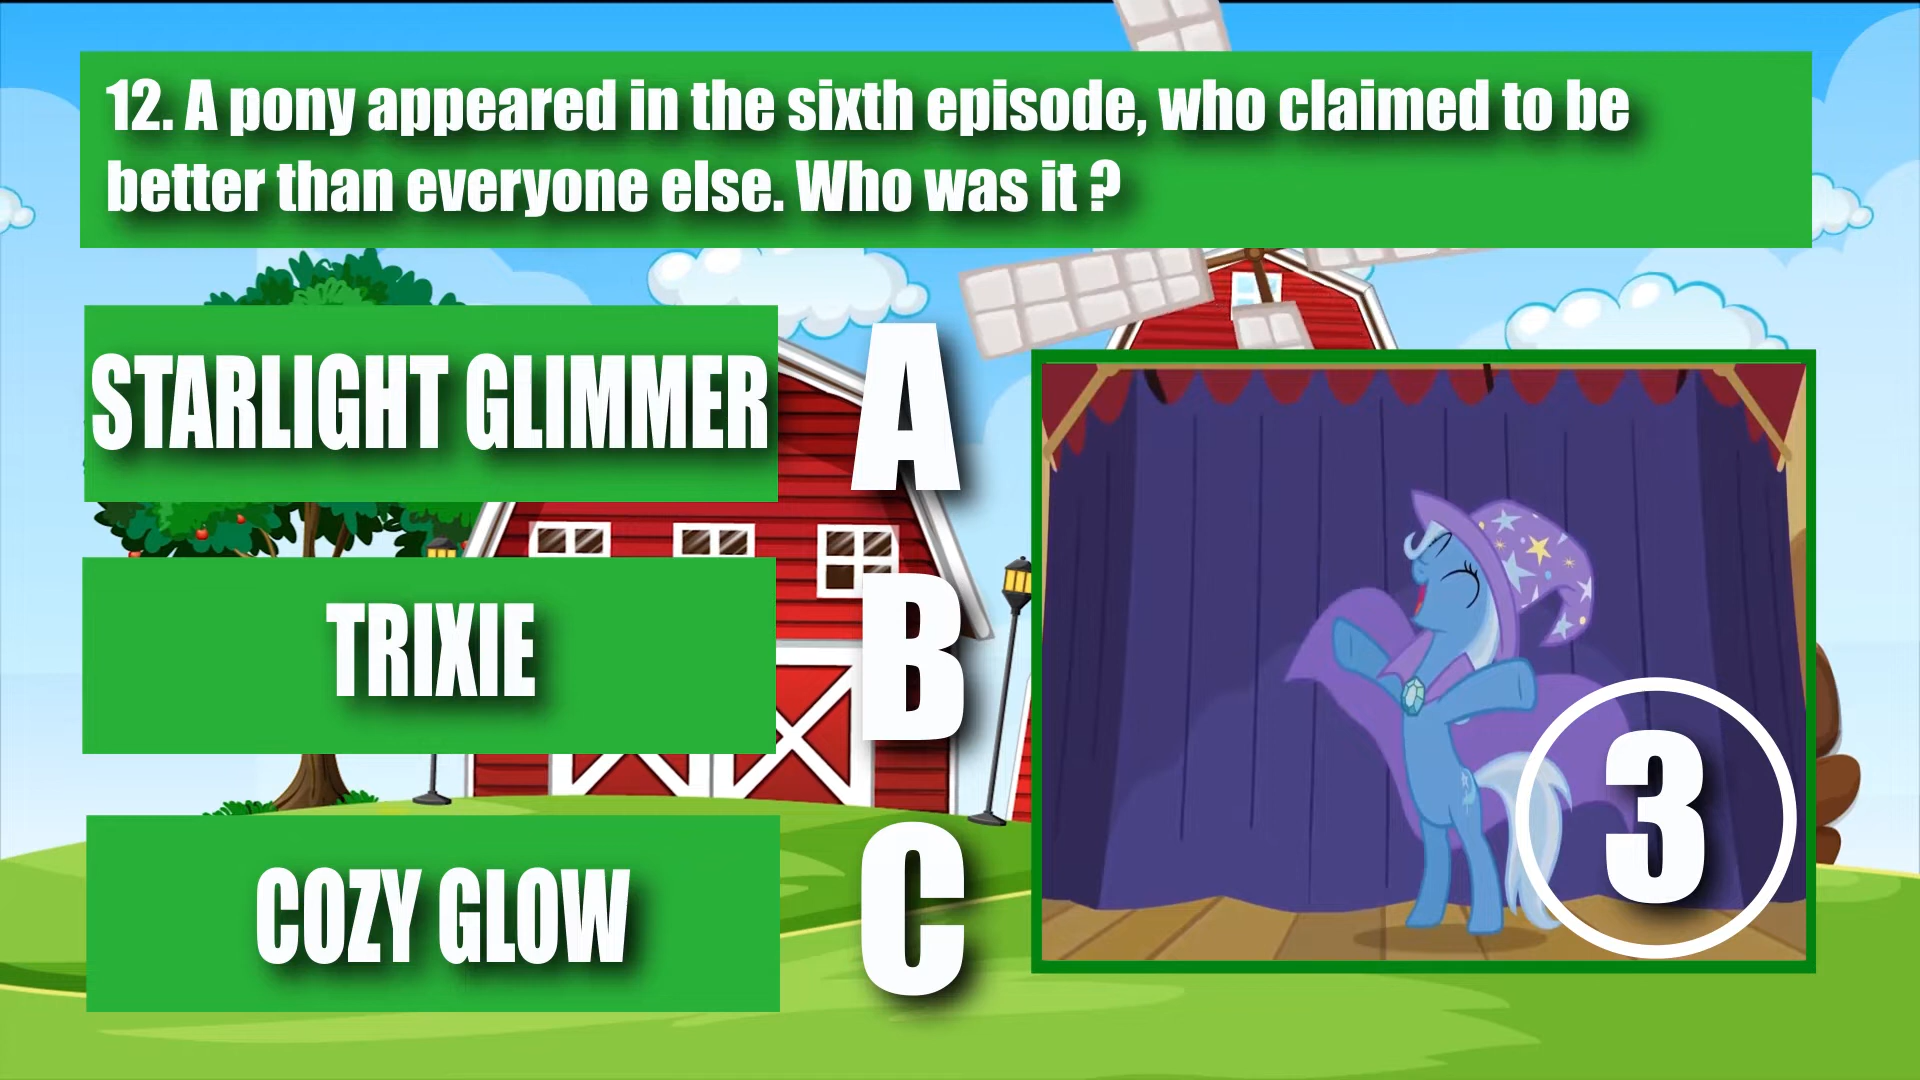 12. A pony appeared in the sixth episode, who claimed to be
better than everyone else. Who was it ?
STARLIGHT GLIMMER
A
TRIXIE
B
COZY GLOW
C
3